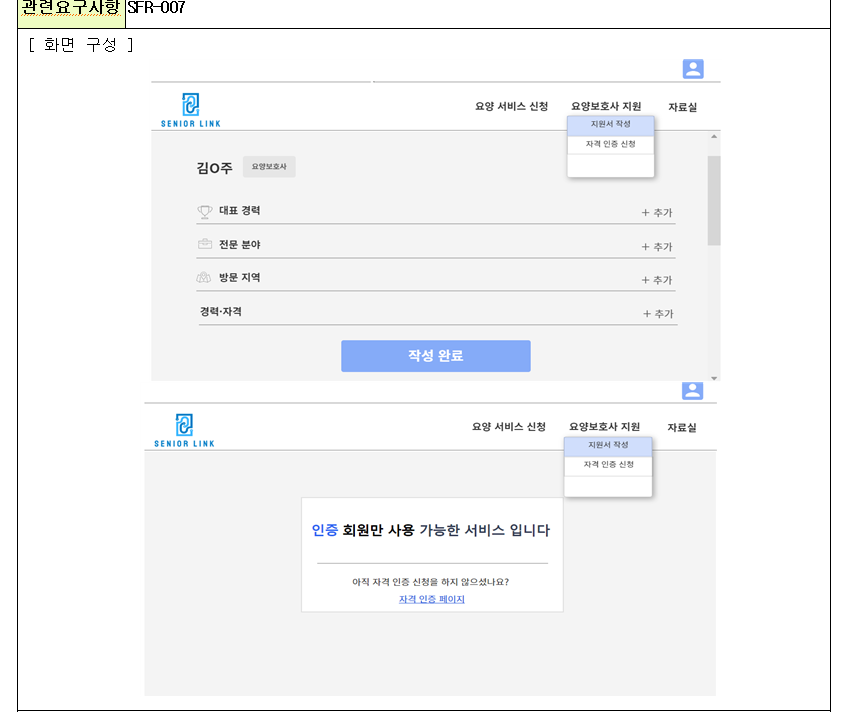 관련요구사항 SFR-007
[ 화면 구성 ]
SENIOR LINK
요양 서비스 신청 요양보호사 지원 자료실
지원서 작성
자격 인증 신청
김O주 요양보호사
대표 경력 + 추가
전문 분야 + 추가
방문 지역 + 추가
경력·자격 + 추가
작성 완료
SENIOR LINK
요양 서비스 신청 요양보호사 지원 자료실
지원서 작성
자격 인증 신청
인증 회원만 사용 가능한 서비스 입니다
아직 자격 인증 신청을 하지 않으셨나요?
자격 인증 페이지